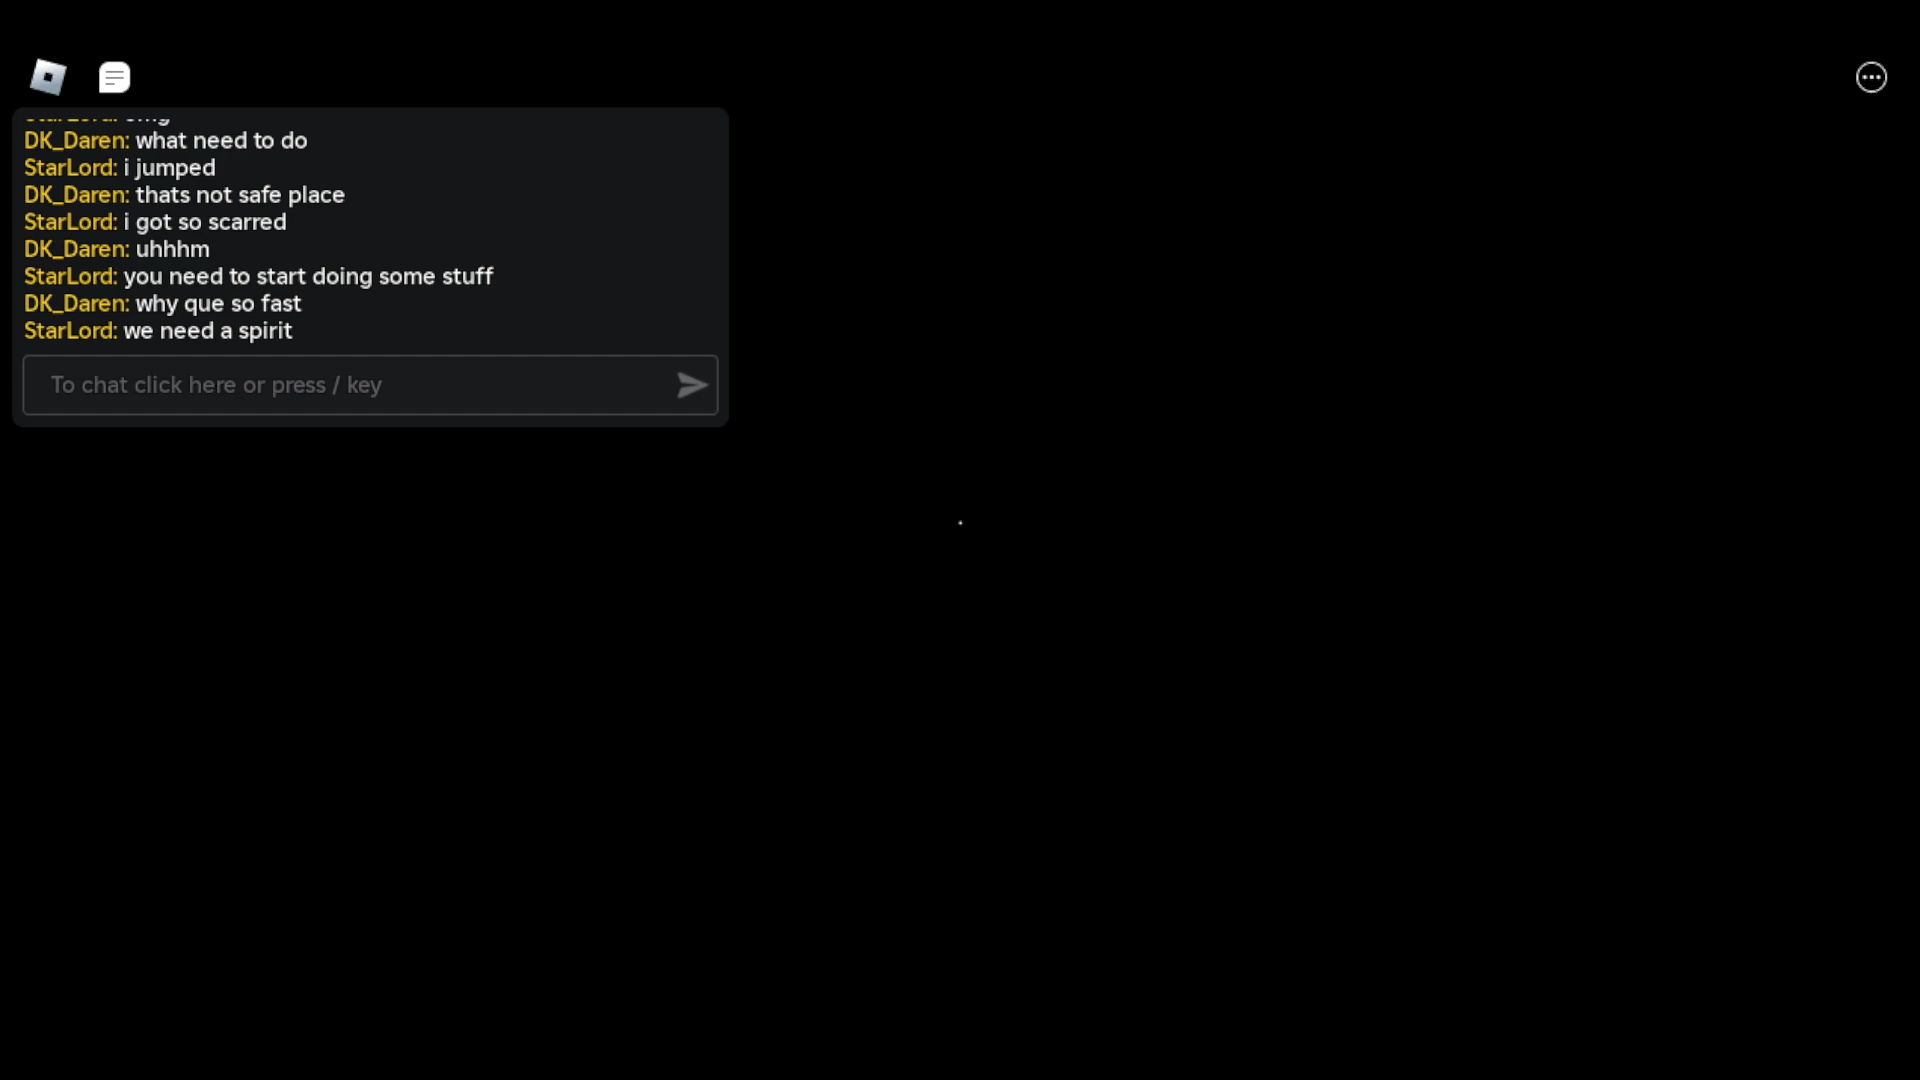 DK_Daren: what need to do
StarLord: i jumped
DK_Daren: thats not safe place
StarLord: i got so scarred
DK_Daren: uhhhm
StarLord: you need to start doing some stuff
DK_Daren: why que so fast
StarLord: we need a spirit
To chat click here or press / key